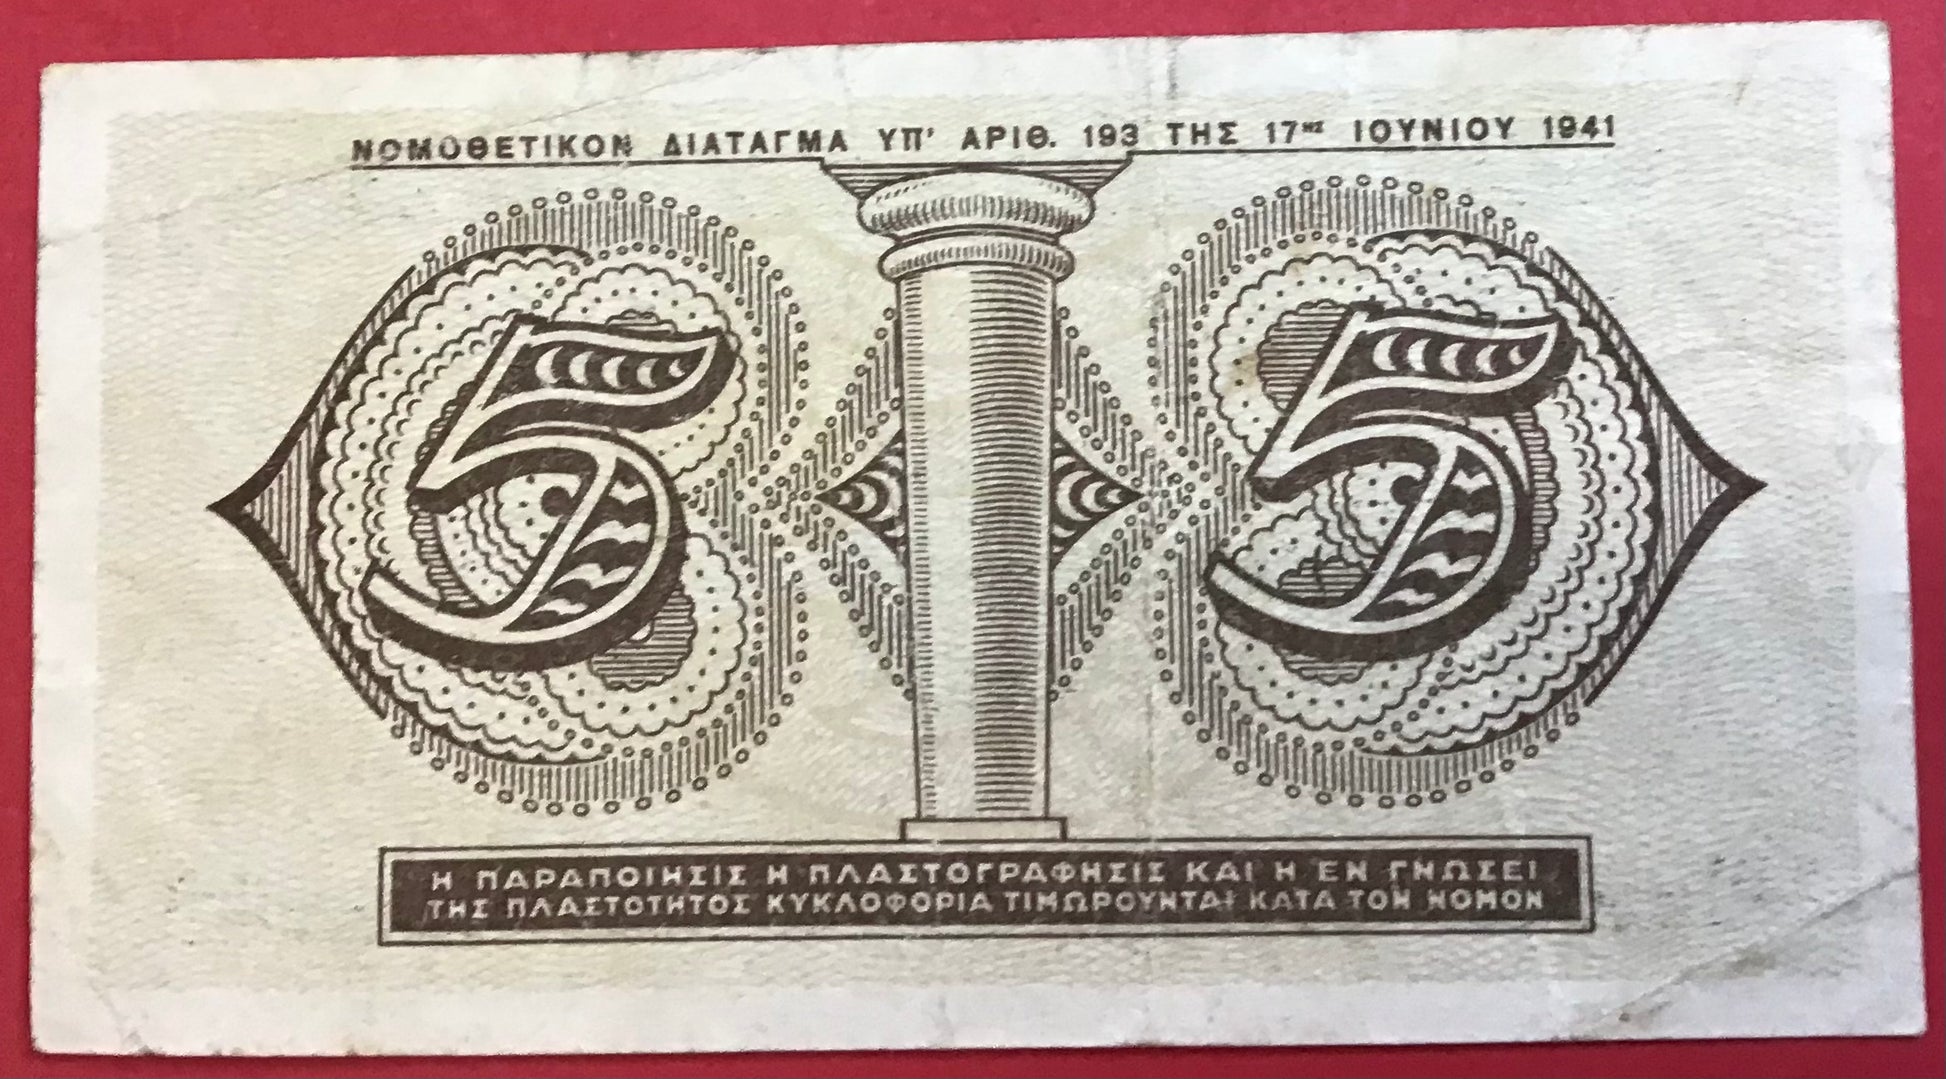 ΝΟΜΟΘΕΤΙΚΟΝ ΔΙΑΤΑΓΜΑ ΥΠ' ΑΡΙΘ. 193 ΤΗΣ 17ΗΣ ΙΟΥΝΙΟΥ 1941
5 5
Η ΠΑΡΑΠΟΙΗΣΙΣ Η ΠΛΑΣΤΟΓΡΑΦΗΣΙΣ ΚΑΙ Η ΕΝ ΓΝΩΣΕΙ
ΤΗΣ ΠΛΑΣΤΟΤΗΤΟΣ ΚΥΚΛΟΦΟΡΙΑ ΤΙΜΩΡΟΥΝΤΑΙ ΚΑΤΑ ΤΟΝ ΝΟΜΟΝ